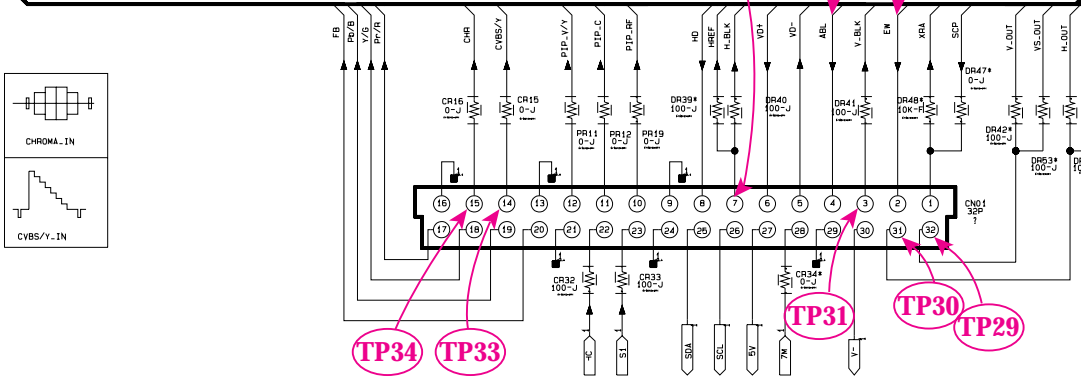 FB
Pb/B
Y/G
Pr/R
CHR
CVBS/Y
PIP_Y/Y
PIP_C
PIP_RF
HD
HREF
H_BLK
VD+
VD-
ABL
V_BLK
EW
XRA
SCP
V_OUT
VS_OUT
H_OUT
CR16
0-J
CR15
0-J
PR11
0-J
PR12
0-J
PR19
0-J
DR39*
100-J
DR40
100-J
DR41
100-J
DR48*
10K-F
DR47*
0-J
DR42*
100-J
DR53*
100-J
CHROMA_IN
CVBS/Y_IN
16 15 14 13 12 11 10 9 8 7 6 5 4 3 2 1
CN01
32P
?
17 18 19 20 21 22 23 24 25 26 27 28 29 30 31 32
CR32
100-J
CR33
100-J
CR34*
0-J
TP34
TP33
TP31
TP30
TP29
HC
S1
SDA
SCL
5V
7M